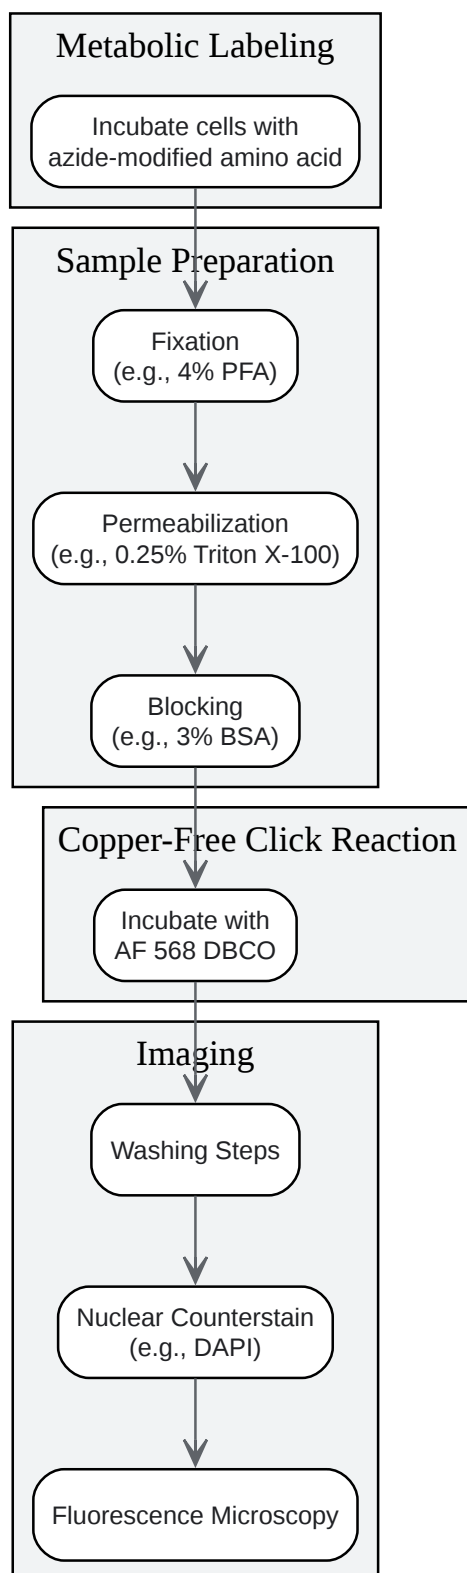 Metabolic Labeling
Incubate cells with
azide-modified amino acid
Sample Preparation
Fixation
(e.g., 4% PFA)
Permeabilization
(e.g., 0.25% Triton X-100)
Blocking
(e.g., 3% BSA)
Copper-Free Click Reaction
Incubate with
AF 568 DBCO
Imaging
Washing Steps
Nuclear Counterstain
(e.g., DAPI)
Fluorescence Microscopy